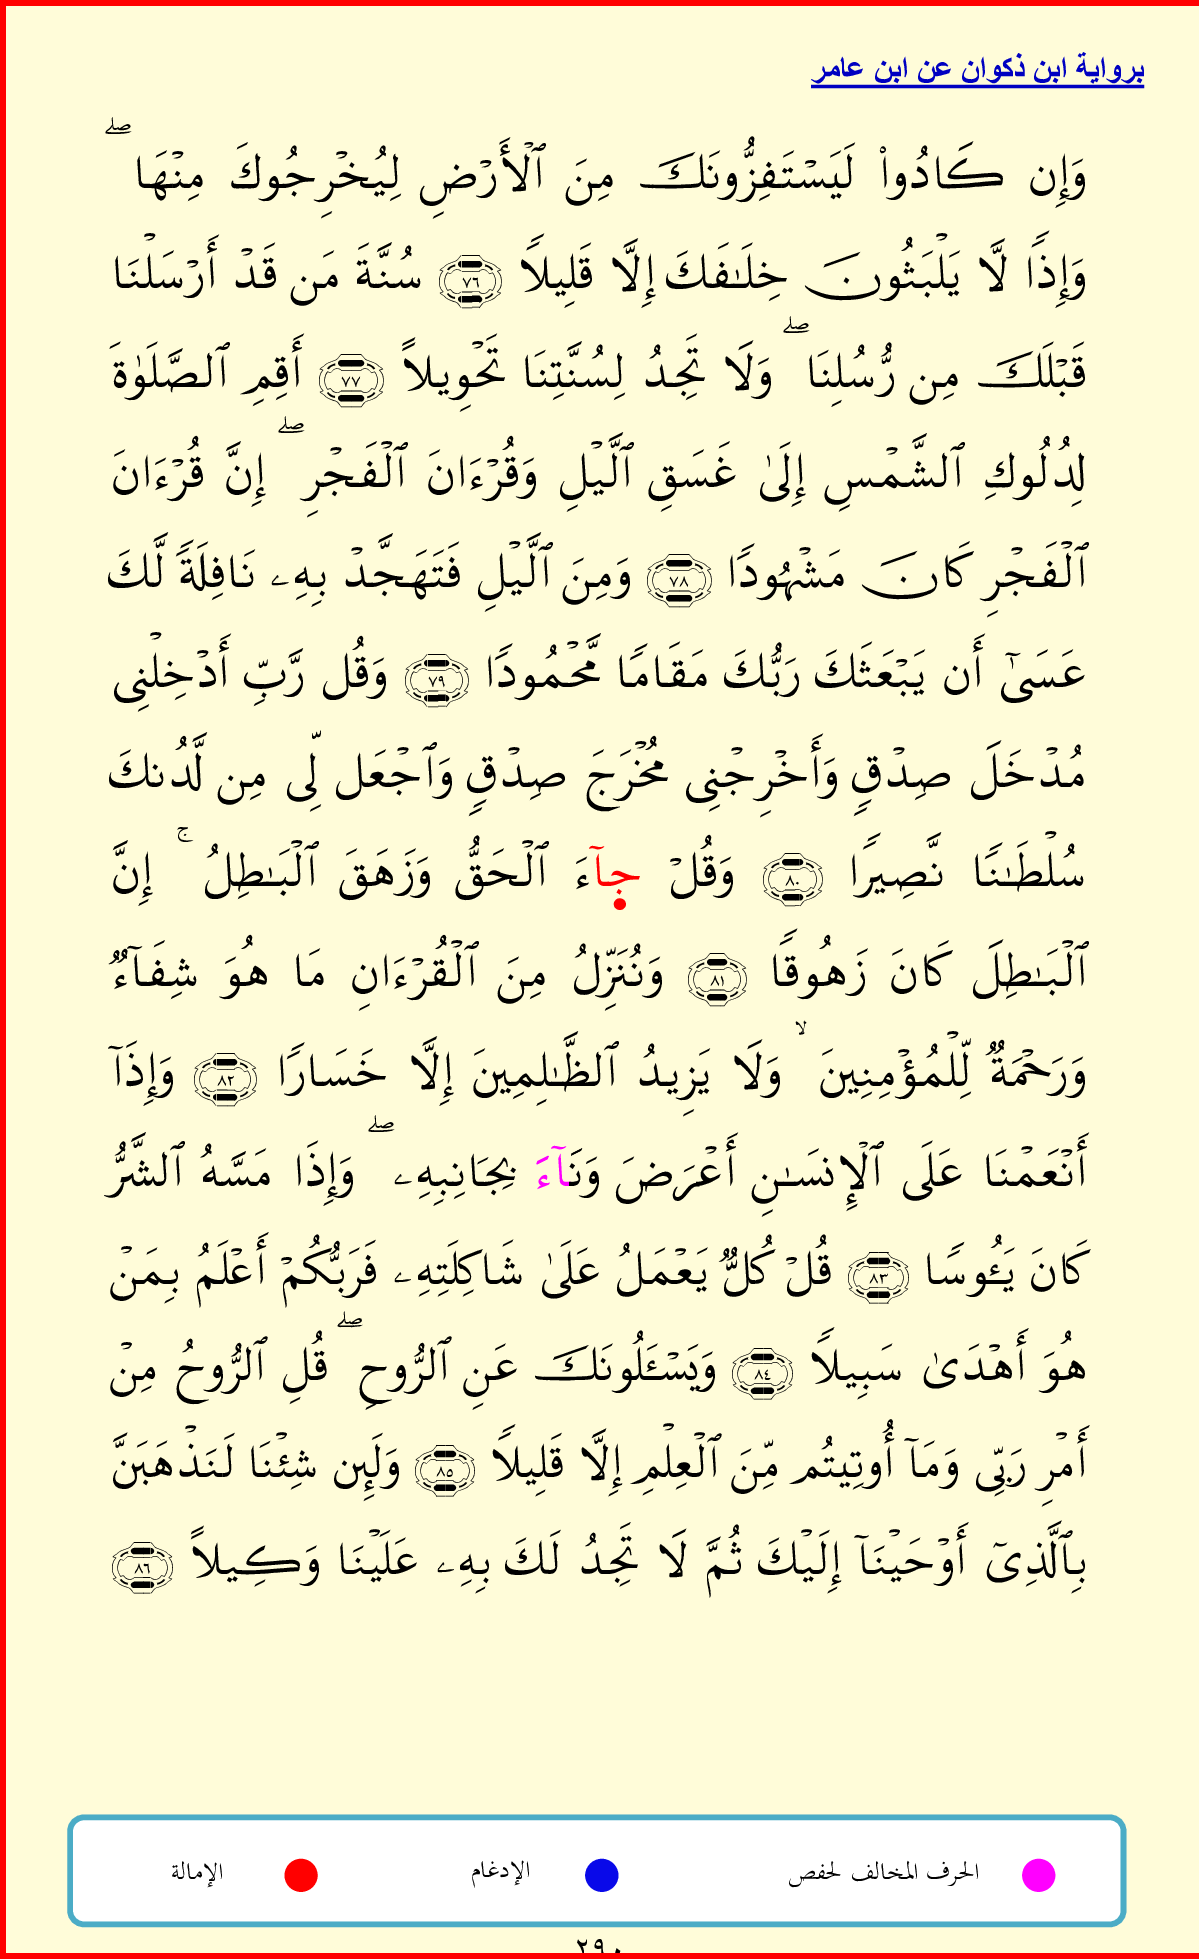 برواية ابن ذكوان عن ابن عامر
وَإِن كَادُوا۟ لَيَسْتَفِزُّونَكَ مِنَ ٱلْأَرْضِ لِيُخْرِجُوكَ مِنْهَا ۖ
وَإِذًا لَّا يَلْبَثُونَ خِلَـٰفَكَ إِلَّا قَلِيلًا ٧٦ سُنَّةَ مَن قَدْ أَرْسَلْنَا
قَبْلَكَ مِن رُّسُلِنَا ۖ وَلَا تَجِدُ لِسُنَّتِنَا تَحْوِيلًا ٧٧ أَقِمِ ٱلصَّلَوٰةَ
لِدُلُوكِ ٱلشَّمْسِ إِلَىٰ غَسَقِ ٱلَّيْلِ وَقُرْءَانَ ٱلْفَجْرِ ۖ إِنَّ قُرْءَانَ
ٱلْفَجْرِ كَانَ مَشْهُودًا ٧٨ وَمِنَ ٱلَّيْلِ فَتَهَجَّدْ بِهِۦ نَافِلَةً لَّكَ
عَسَىٰٓ أَن يَبْعَثَكَ رَبُّكَ مَقَامًا مَّحْمُودًا ٧٩ وَقُل رَّبِّ أَدْخِلْنِى
مُدْخَلَ صِدْقٍ وَأَخْرِجْنِى مُخْرَجَ صِدْقٍ وَٱجْعَل لِّى مِن لَّدُنكَ
سُلْطَـٰنًا نَّصِيرًا ٨٠ وَقُلْ جَآءَ ٱلْحَقُّ وَزَهَقَ ٱلْبَـٰطِلُ ۚ إِنَّ
ٱلْبَـٰطِلَ كَانَ زَهُوقًا ٨١ وَنُنَزِّلُ مِنَ ٱلْقُرْءَانِ مَا هُوَ شِفَآءٌ
وَرَحْمَةٌ لِّلْمُؤْمِنِينَ ۙ وَلَا يَزِيدُ ٱلظَّـٰلِمِينَ إِلَّا خَسَارًا ٨٢ وَإِذَآ
أَنْعَمْنَا عَلَى ٱلْإِنسَـٰنِ أَعْرَضَ وَنَآءَ بِجَانِبِهِۦ ۖ وَإِذَا مَسَّهُ ٱلشَّرُّ
كَانَ يَـُٔوسًا ٨٣ قُلْ كُلٌّ يَعْمَلُ عَلَىٰ شَاكِلَتِهِۦ فَرَبُّكُمْ أَعْلَمُ بِمَنْ
هُوَ أَهْدَىٰ سَبِيلًا ٨٤ وَيَسْـَٔلُونَكَ عَنِ ٱلرُّوحِ ۖ قُلِ ٱلرُّوحُ مِنْ
أَمْرِ رَبِّى وَمَآ أُوتِيتُم مِّنَ ٱلْعِلْمِ إِلَّا قَلِيلًا ٨٥ وَلَئِن شِئْنَا لَنَذْهَبَنَّ
بِٱلَّذِىٓ أَوْحَيْنَآ إِلَيْكَ ثُمَّ لَا تَجِدُ لَكَ بِهِۦ عَلَيْنَا وَكِيلًا ٨٦
الحرف المخالف لحفص الإدغام الإمالة
٢٩٠